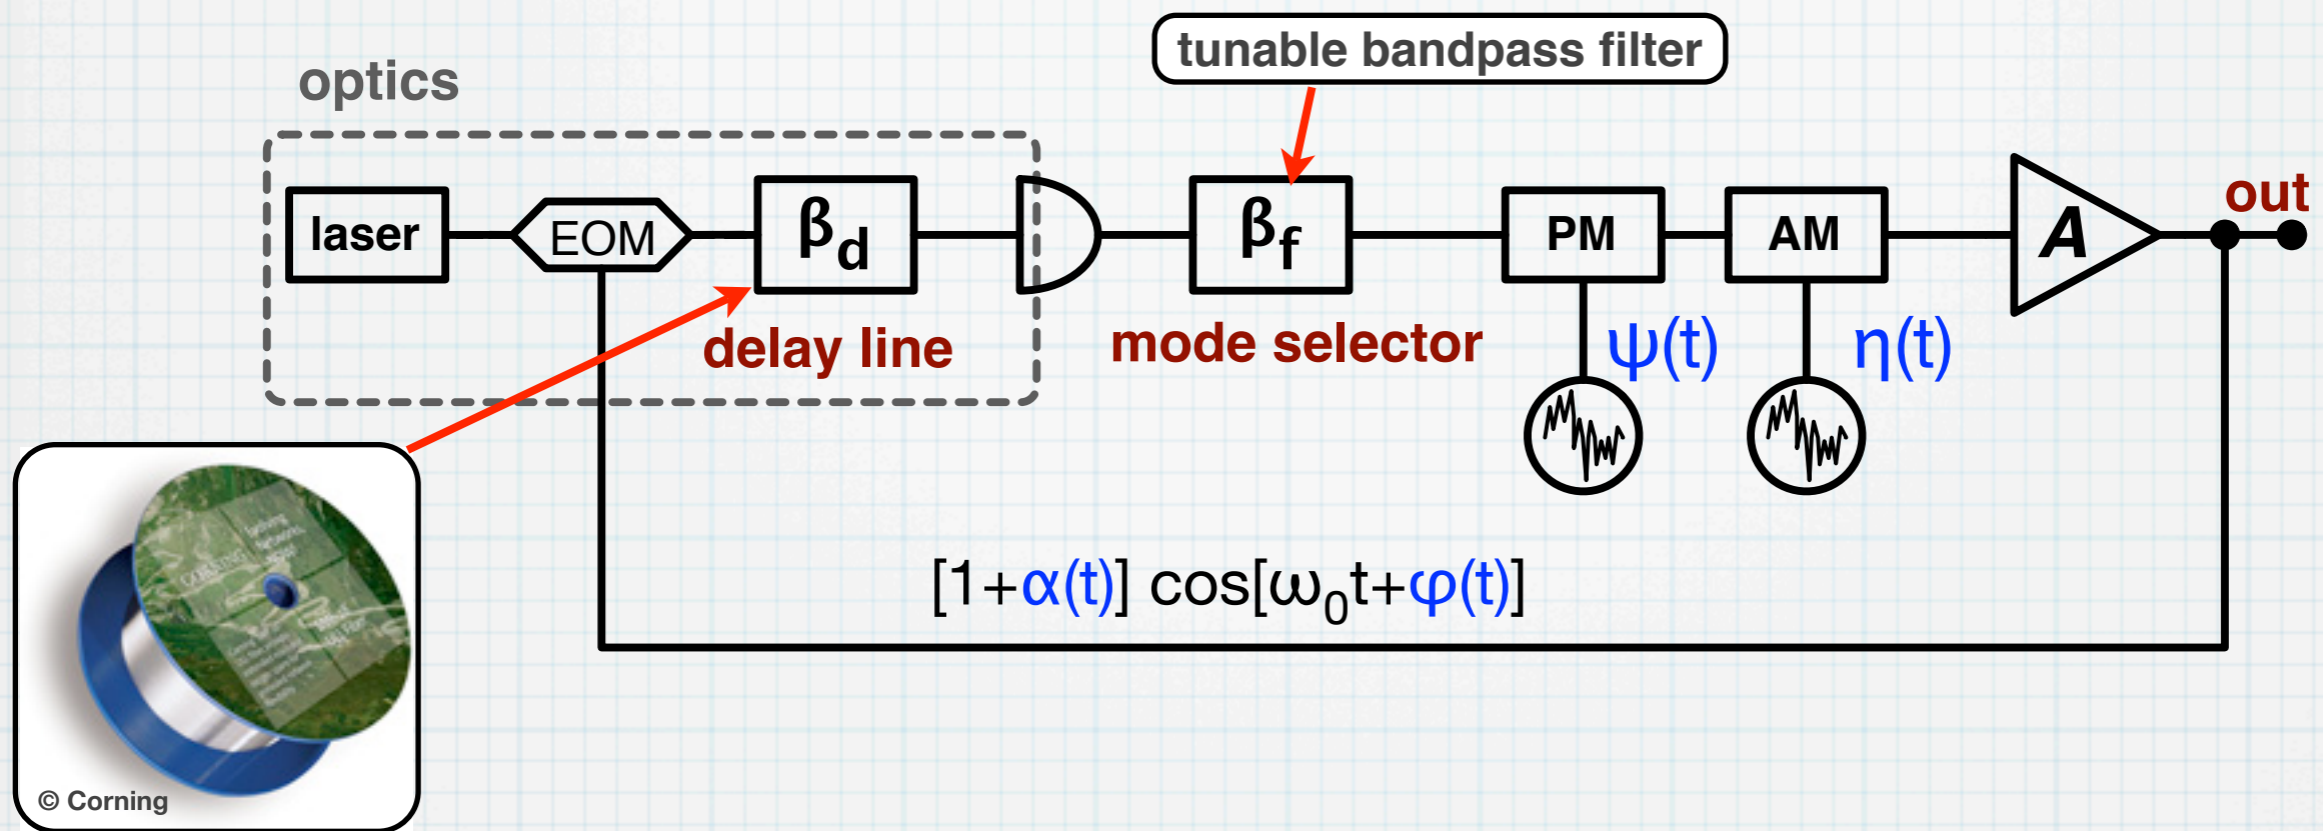 tunable bandpass filter
optics
laser
EOM
βd
βf
PM
AM
A
out
delay line
mode selector
ψ(t)
η(t)
[1+α(t)] cos[ω0t+φ(t)]
CORNING
© Corning